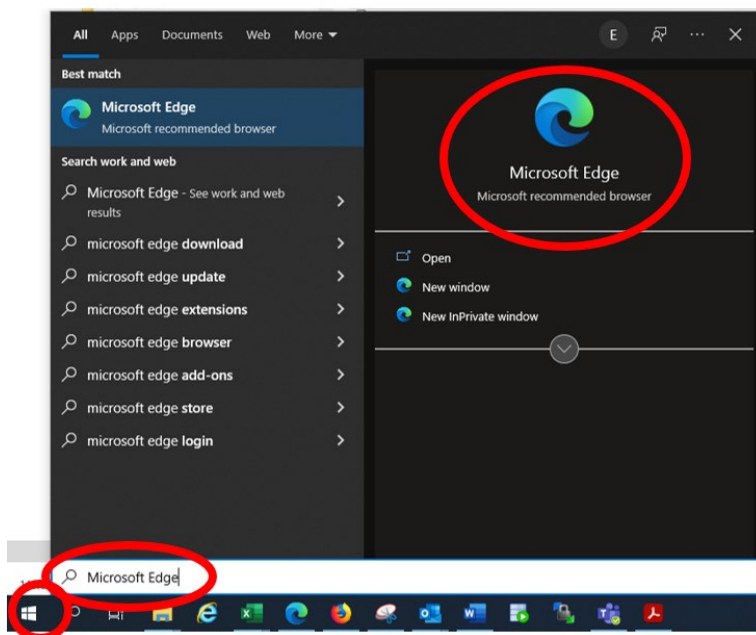 All Apps Documents Web More E
Best match
Microsoft Edge
Microsoft recommended browser
Search work and web
Microsoft Edge - See work and web
results
microsoft edge download
microsoft edge update
microsoft edge extensions
microsoft edge browser
microsoft edge add-ons
microsoft edge store
microsoft edge login
Microsoft Edge
Microsoft recommended browser
Open
New window
New InPrivate window
Microsoft Edge